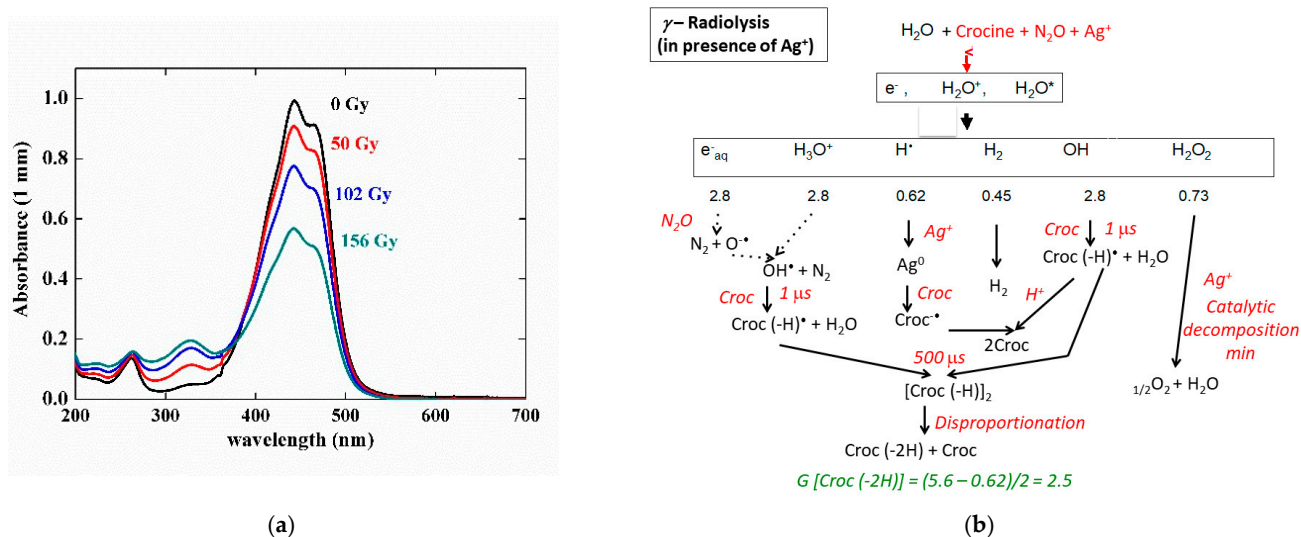 1.0
0.8
0.6
0.4
0.2
0.0
200 300 400 500 600 700
Absorbance (1 mm)
wavelength (nm)
0 Gy
50 Gy
102 Gy
156 Gy
(a)
γ – Radiolysis
(in presence of Ag⁺)
H₂O + Crocine + N₂O + Ag⁺
e⁻ , H₂O⁺, H₂O*
e⁻aq H₃O⁺ H• H₂ OH H₂O₂
2.8 2.8 0.62 0.45 2.8 0.73
N₂O Ag⁺ Croc 1 μs
N₂ + O⁻• Ag⁰ Croc (-H)• + H₂O
OH• + N₂ H₂ H⁺ Ag⁺
Croc 1 μs Croc Catalytic
decomposition
min
Croc (-H)• + H₂O Croc⁻•
2Croc
500 μs
[Croc (-H)]₂ 1/2O₂ + H₂O
Disproportionation
Croc (-2H) + Croc
G [Croc (-2H)] = (5.6 – 0.62)/2 = 2.5
(b)